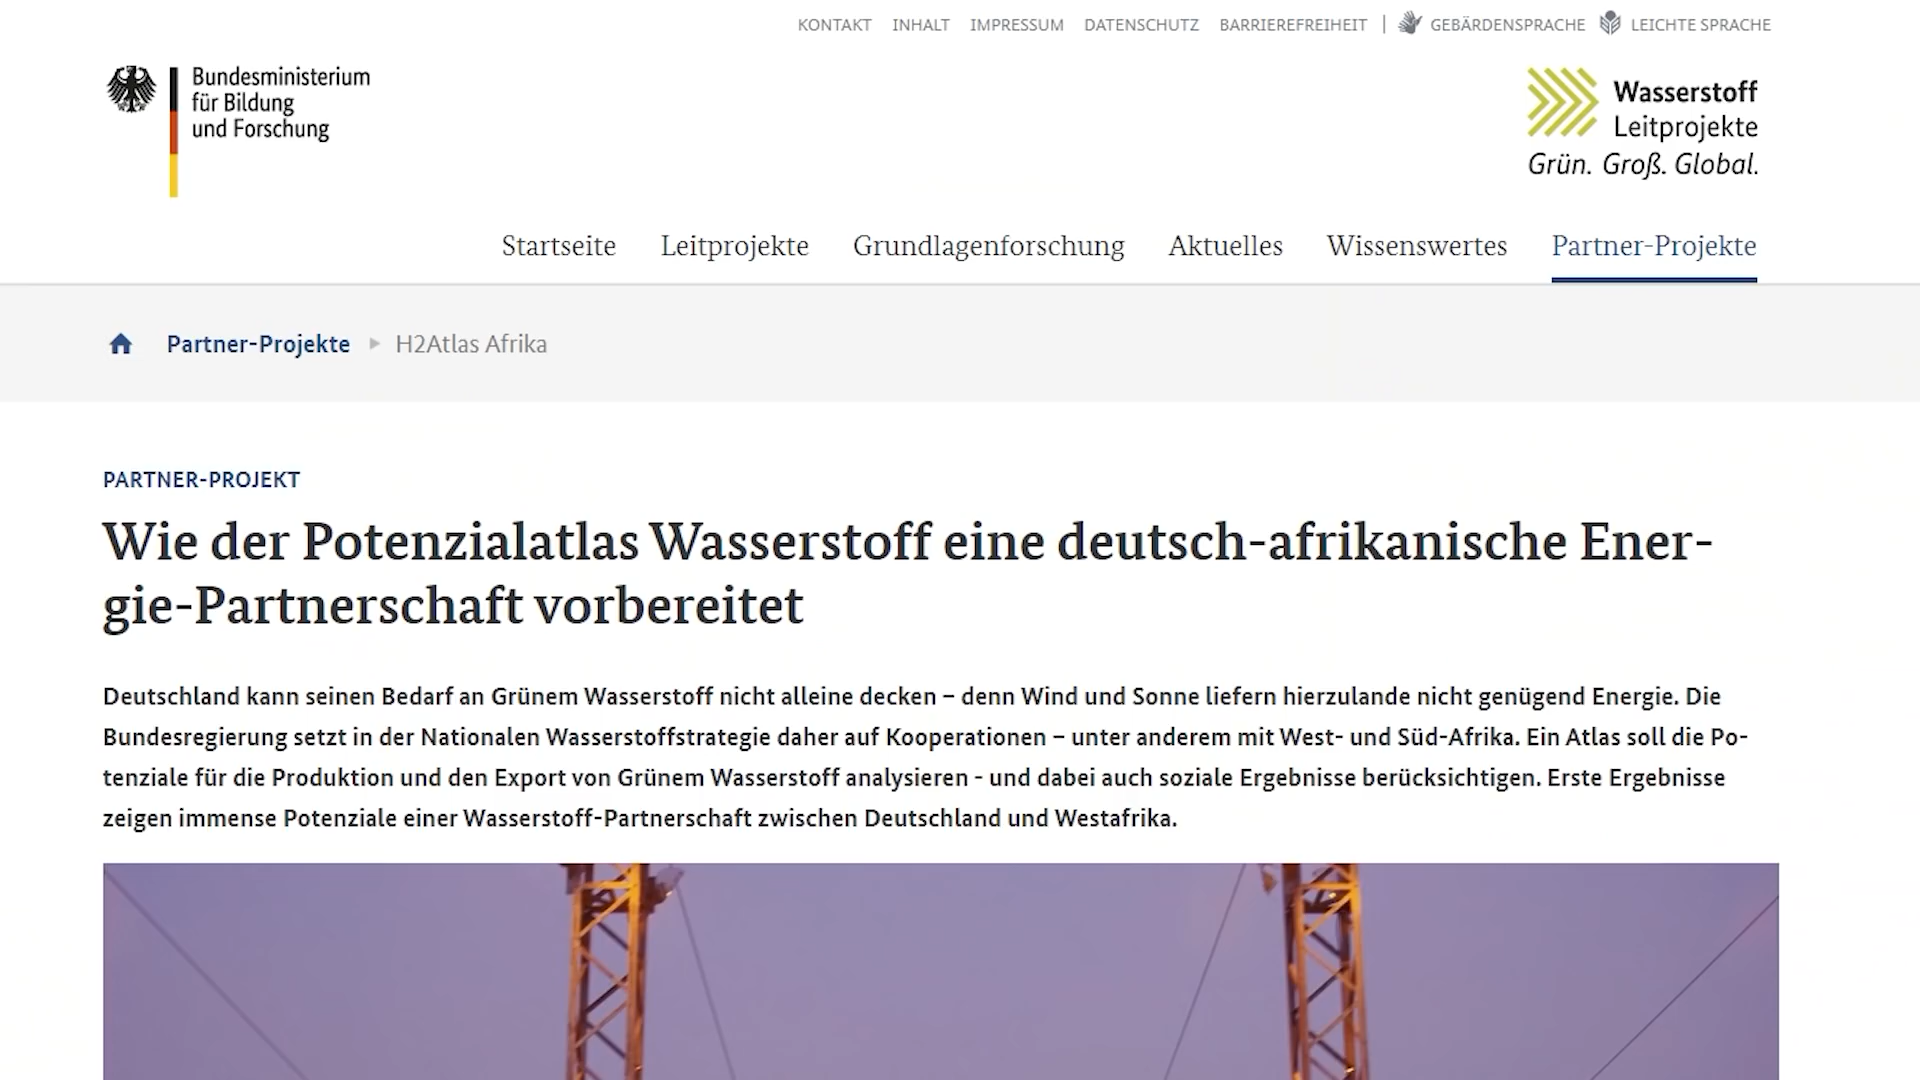 KONTAKT INHALT IMPRESSUM DATENSCHUTZ BARRIEREFREIHEIT | GEBÄRDENSPRACHE LEICHTE SPRACHE
Bundesministerium
für Bildung
und Forschung
Wasserstoff
Leitprojekte
Grün. Groß. Global.
Startseite Leitprojekte Grundlagenforschung Aktuelles Wissenswertes Partner-Projekte
Partner-Projekte H2Atlas Afrika
PARTNER-PROJEKT
Wie der Potenzialatlas Wasserstoff eine deutsch-afrikanische Ener-
gie-Partnerschaft vorbereitet
Deutschland kann seinen Bedarf an Grünem Wasserstoff nicht alleine decken – denn Wind und Sonne liefern hierzulande nicht genügend Energie. Die
Bundesregierung setzt in der Nationalen Wasserstoffstrategie daher auf Kooperationen – unter anderem mit West- und Süd-Afrika. Ein Atlas soll die Po-
tenziale für die Produktion und den Export von Grünem Wasserstoff analysieren - und dabei auch soziale Ergebnisse berücksichtigen. Erste Ergebnisse
zeigen immense Potenziale einer Wasserstoff-Partnerschaft zwischen Deutschland und Westafrika.